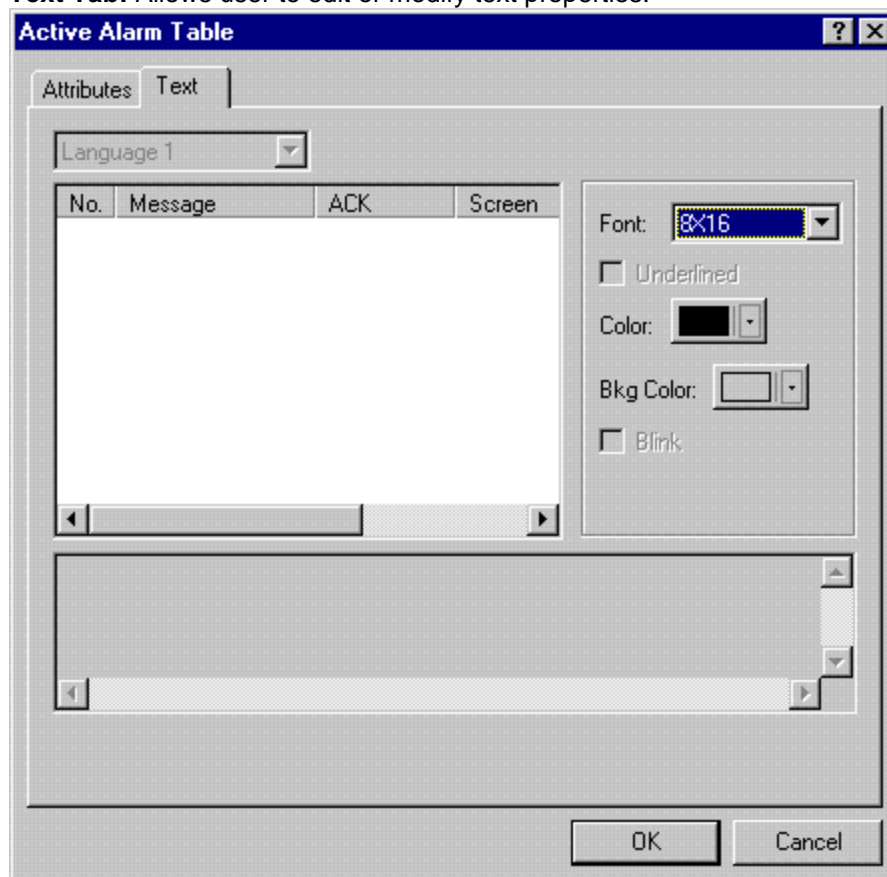 Text Tab: Allows user to edit or modify text properties.
Active Alarm Table
Attributes Text
Language 1
No. Message ACK Screen
Font: 8X16
Underlined
Color:
Bkg Color:
Blink
OK Cancel